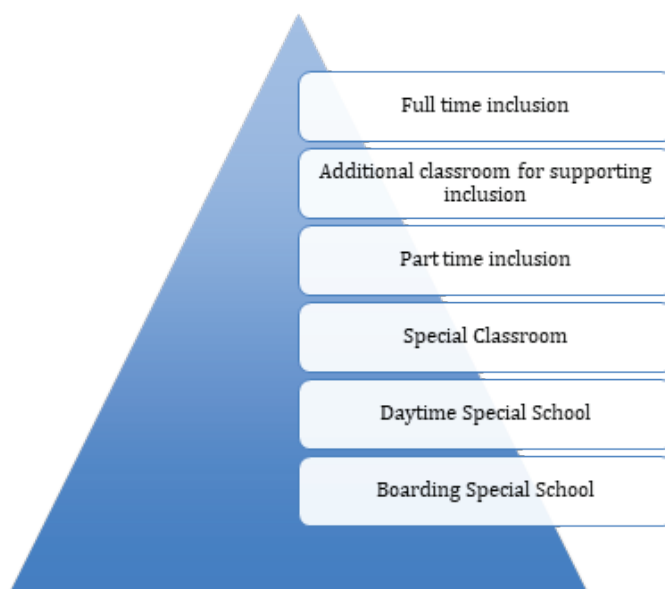 Full time inclusion
Additional classroom for supporting
inclusion
Part time inclusion
Special Classroom
Daytime Special School
Boarding Special School